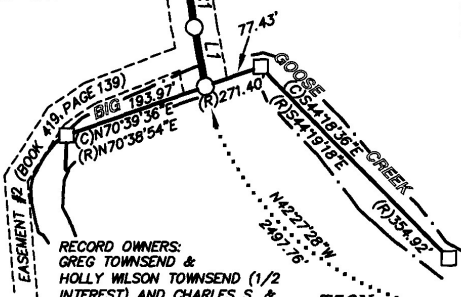 L1
77.43'
EASEMENT #2 (BOOK 419, PAGE 139)
BIG
GOOSE
CREEK
193.97'
(R)271.40'
(C)N70°39'36"E
(R)N70°38'54"E
(C)S44°18'36"E
(R)S44°19'18"E
(R)354.92'
N42°27'28"W
2497.76
RECORD OWNERS:
GREG TOWNSEND &
HOLLY WILSON TOWNSEND (1/2
INTEREST) AND CHARLES S. &